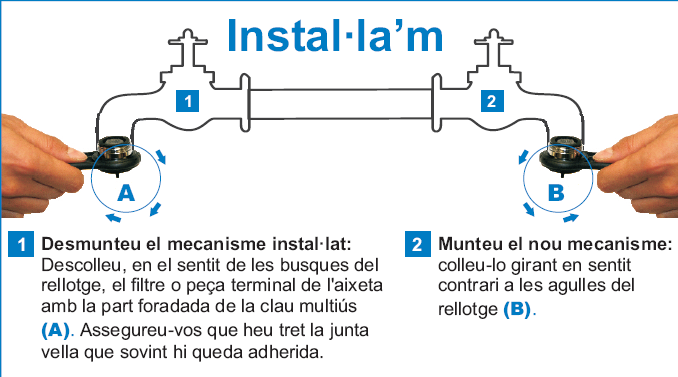 Instal·la’m
1
2
A
B
1 Desmunteu el mecanisme instal·lat:
Descolleu, en el sentit de les busques del
rellotge, el filtre o peça terminal de l'aixeta
amb la part foradada de la clau multiús
(A). Assegureu-vos que heu tret la junta
vella que sovint hi queda adherida.
2 Munteu el nou mecanisme:
colleu-lo girant en sentit
contrari a les agulles del
rellotge (B).